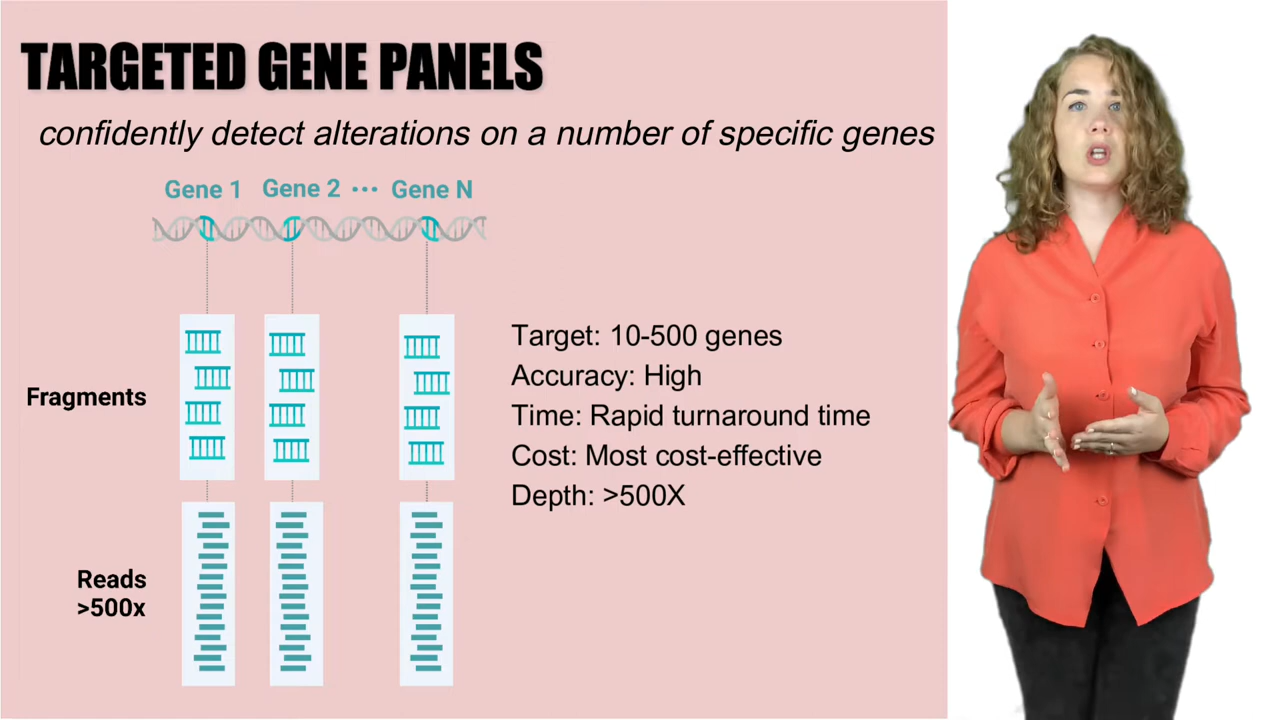 TARGETED GENE PANELS
confidently detect alterations on a number of specific genes
Gene 1 Gene 2 ··· Gene N
Fragments
Target: 10-500 genes
Accuracy: High
Time: Rapid turnaround time
Cost: Most cost-effective
Depth: >500X
Reads
>500x